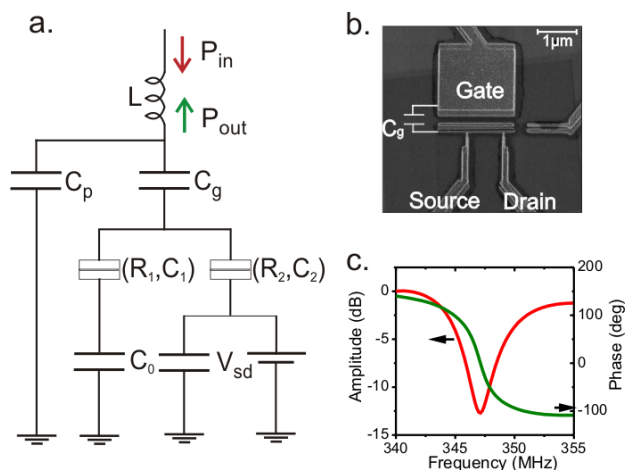 a.
P_in
L
P_out
C_p
C_g
(R_1,C_1)
(R_2,C_2)
C_0
V_sd
b.
1µm
Gate
C_g
Source
Drain
c.
Amplitude (dB)
0
-5
-10
-15
340
345
350
355
Frequency (MHz)
200
100
0
-100
Phase (deg)